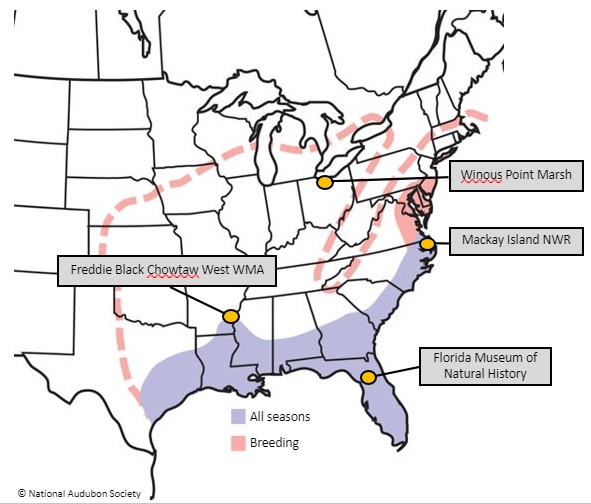 Winous Point Marsh
Mackay Island NWR
Freddie Black Chowtaw West WMA
Florida Museum of
Natural History
All seasons
Breeding
© National Audubon Society